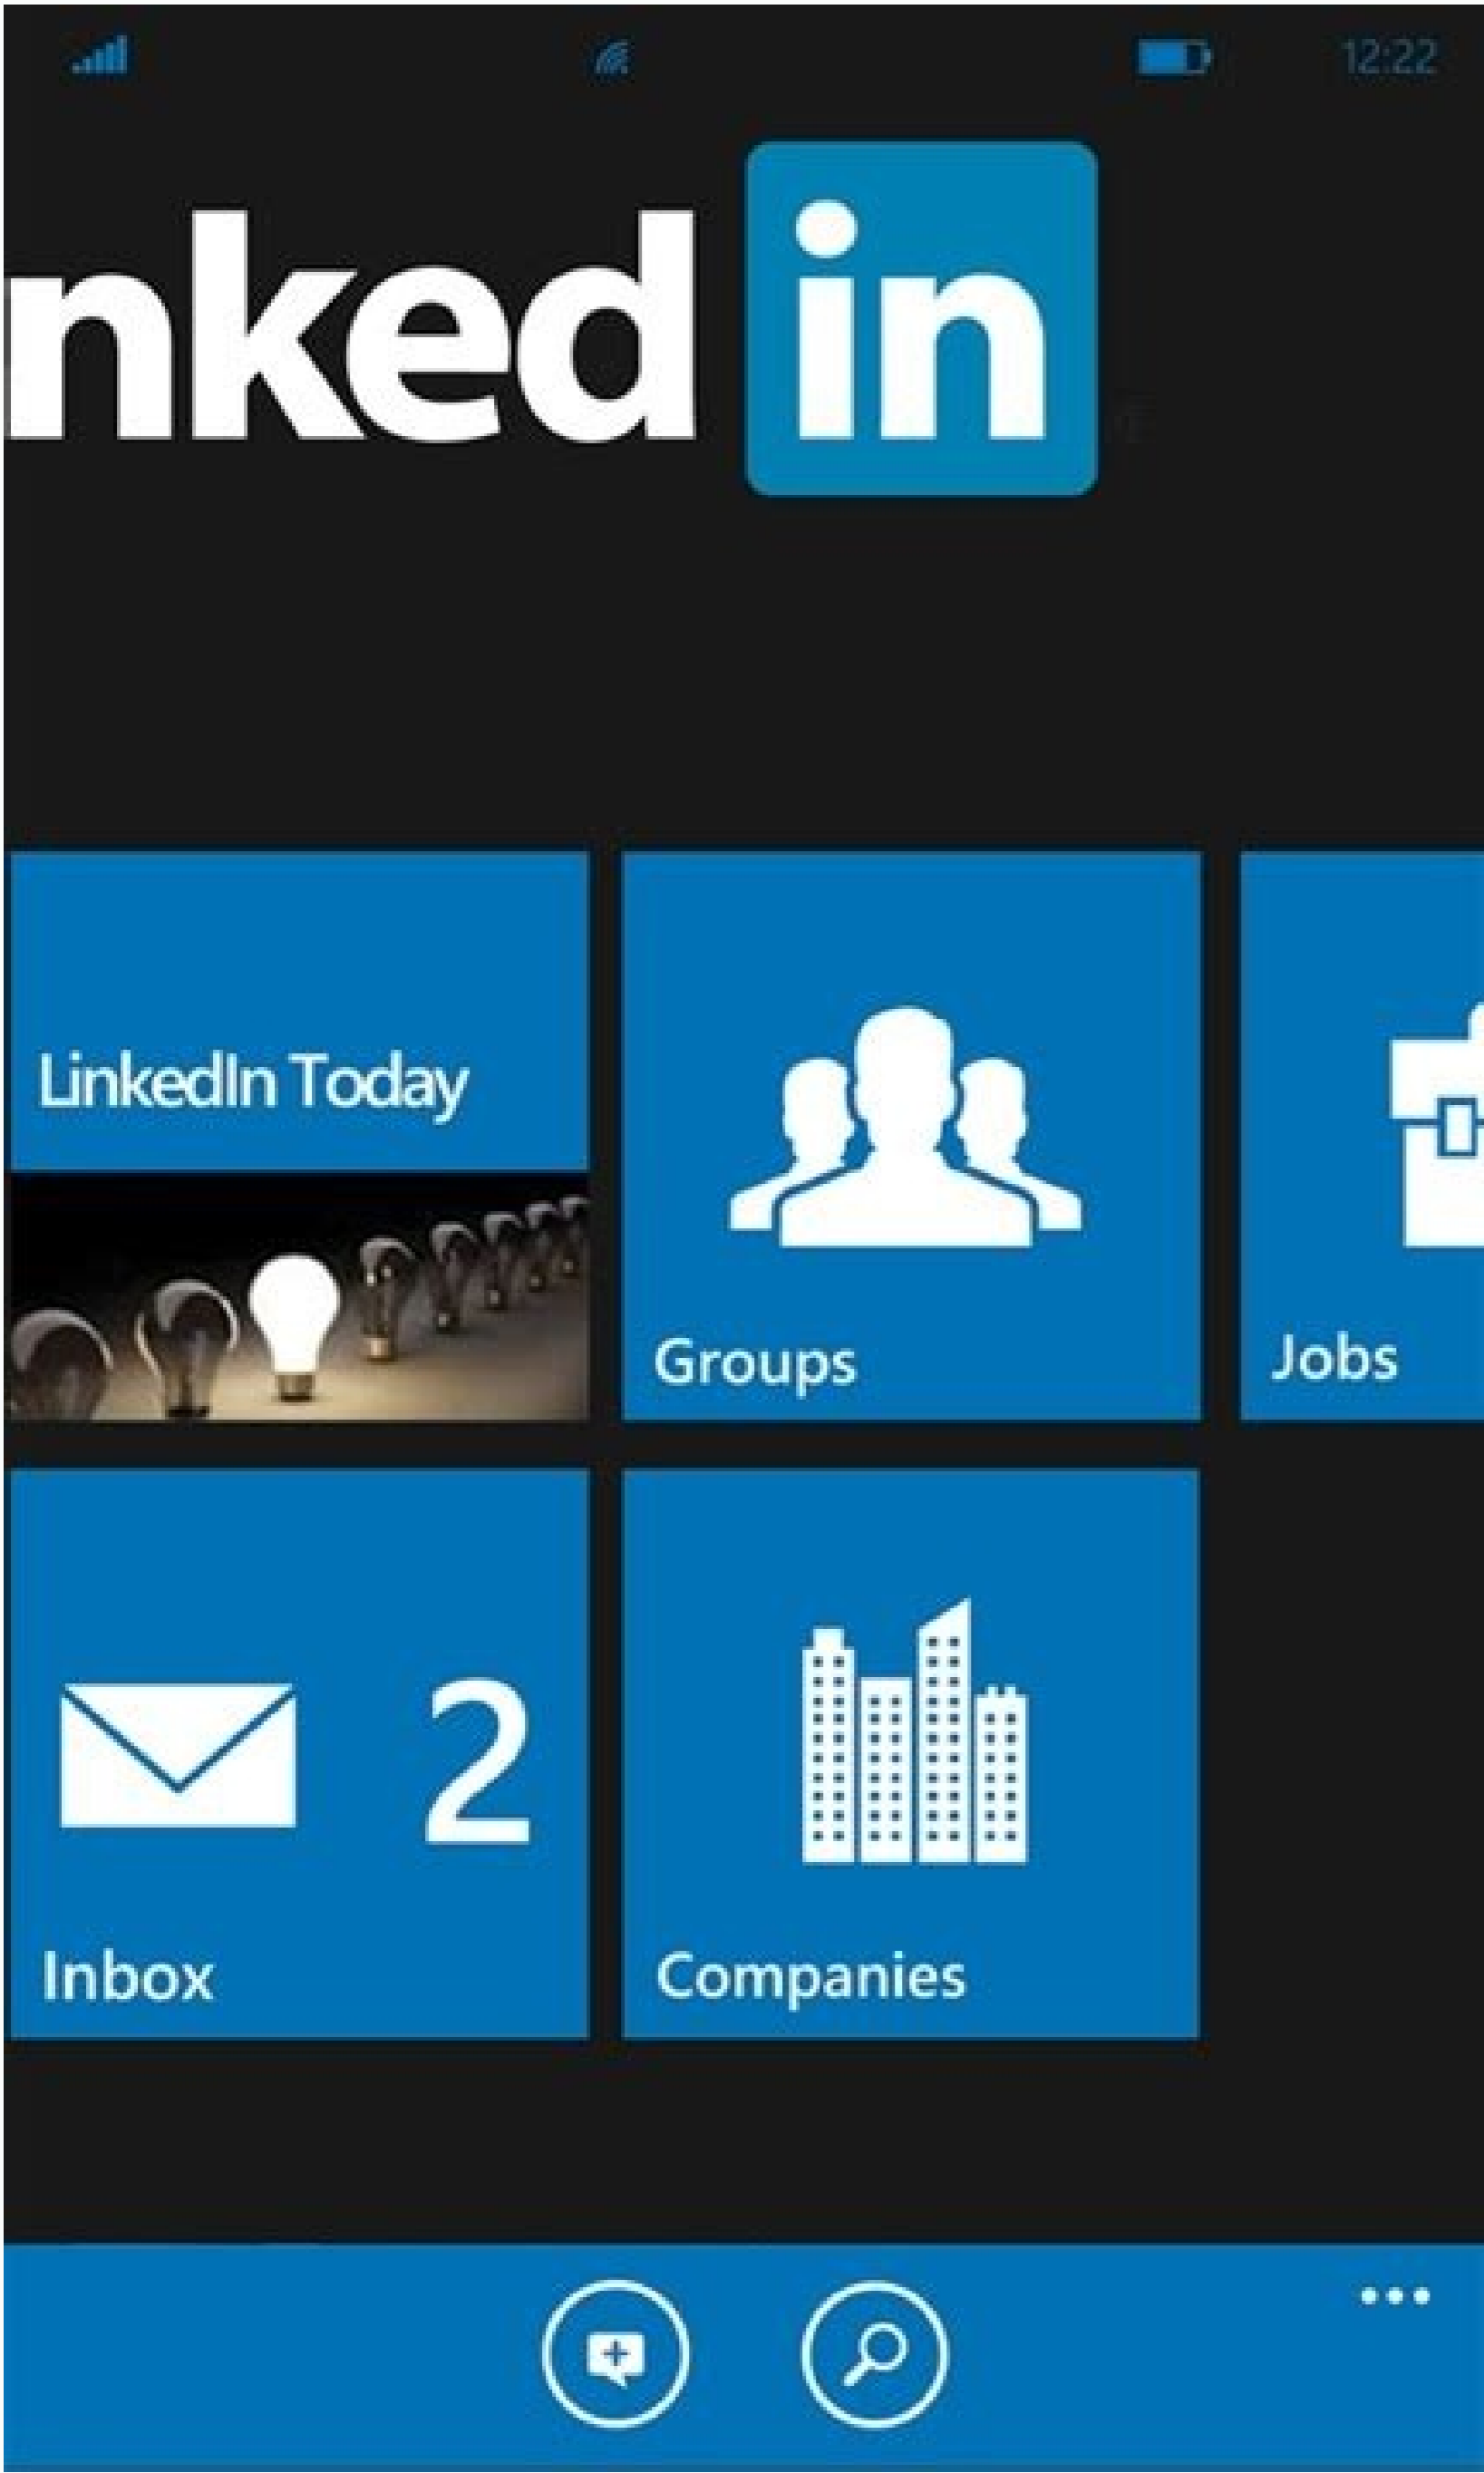 12:22
nked in
LinkedIn Today
Groups
Jobs
2
Inbox
Companies